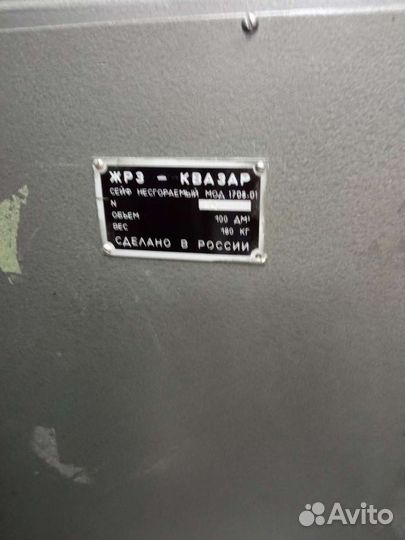 ЖРЗ - КВАЗАР
СЕЙФ НЕСГОРАЕМЫЙ МОД 1708.01
N
ОБЪЕМ 100 ДМ³
ВЕС 180 КГ
СДЕЛАНО В РОССИИ
Avito